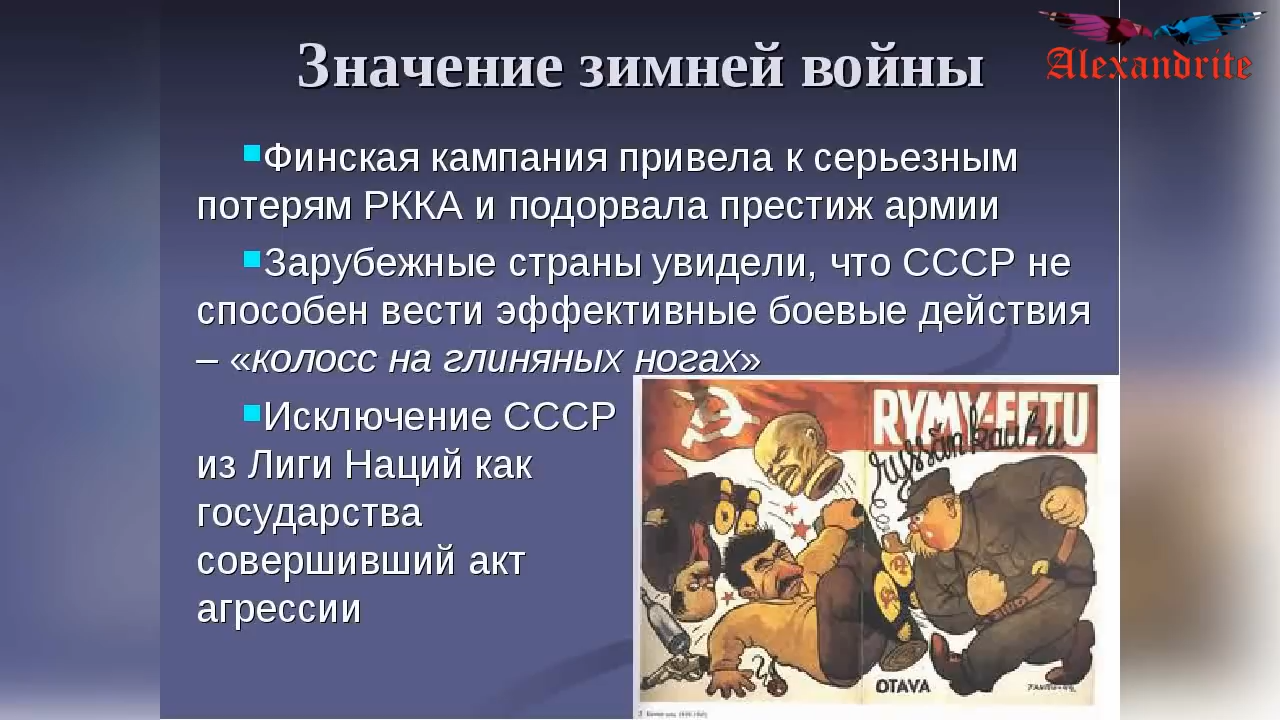 Значение зимней войны
Alexandrite
Финская кампания привела к серьезным
потерям РККА и подорвала престиж армии
Зарубежные страны увидели, что СССР не
способен вести эффективные боевые действия
– «колосс на глиняных ногах»
Исключение СССР
из Лиги Наций как
государства
совершивший акт
агрессии
RYMY-EETU
ryssän kauhu
OTAVA